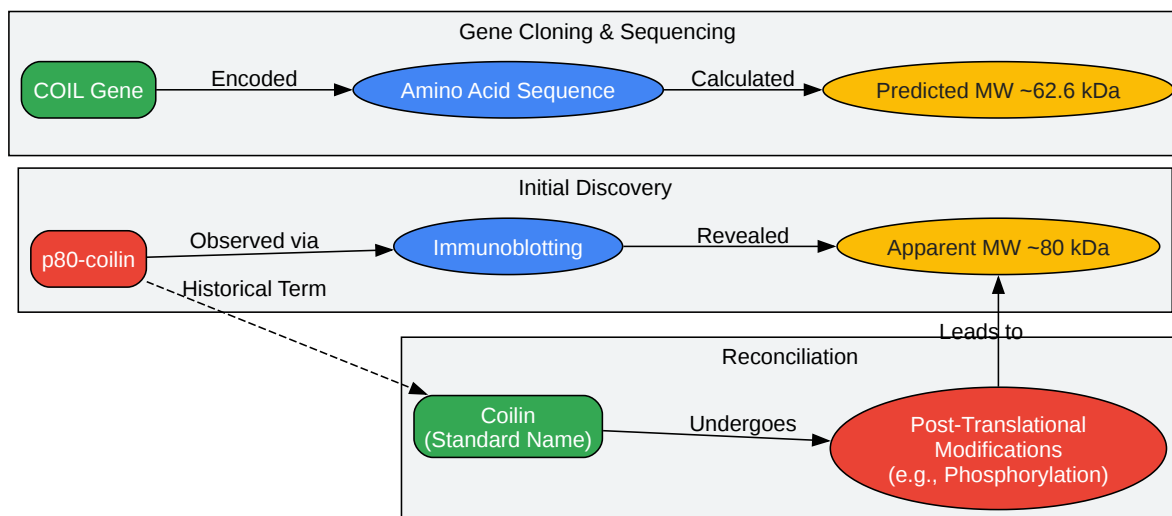 Gene Cloning & Sequencing
COIL Gene
Encoded
Amino Acid Sequence
Calculated
Predicted MW ~62.6 kDa
Initial Discovery
p80-coilin
Observed via
Immunoblotting
Revealed
Apparent MW ~80 kDa
Historical Term
Leads to
Reconciliation
Coilin
(Standard Name)
Undergoes
Post-Translational
Modifications
(e.g., Phosphorylation)